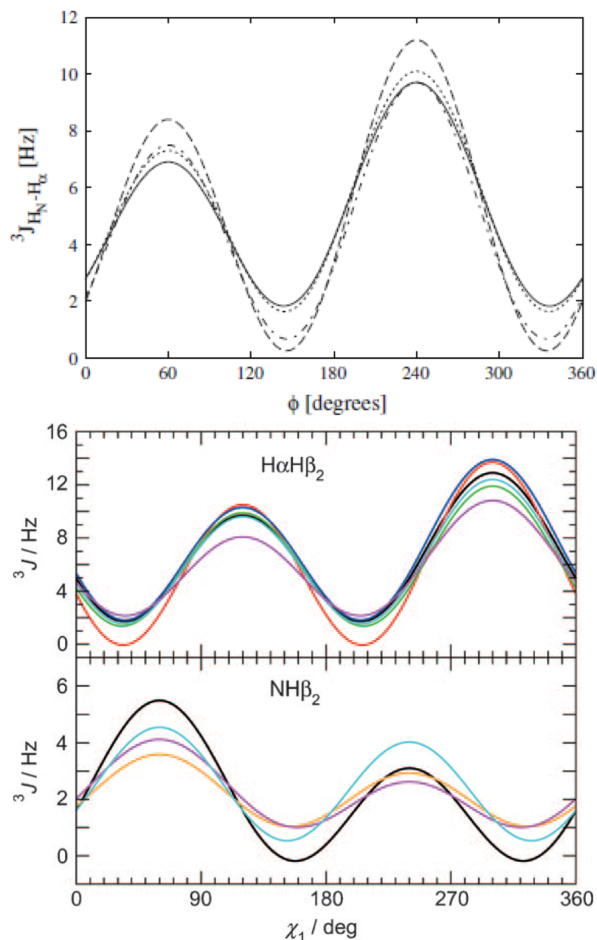 12
10
8
6
4
2
0
³J_{H_N-H_α} [Hz]
0 60 120 180 240 300 360
ϕ [degrees]
16
12
8
4
0
³J / Hz
HαHβ₂
6
4
2
0
³J / Hz
NHβ₂
0 90 180 270 360
χ₁ / deg